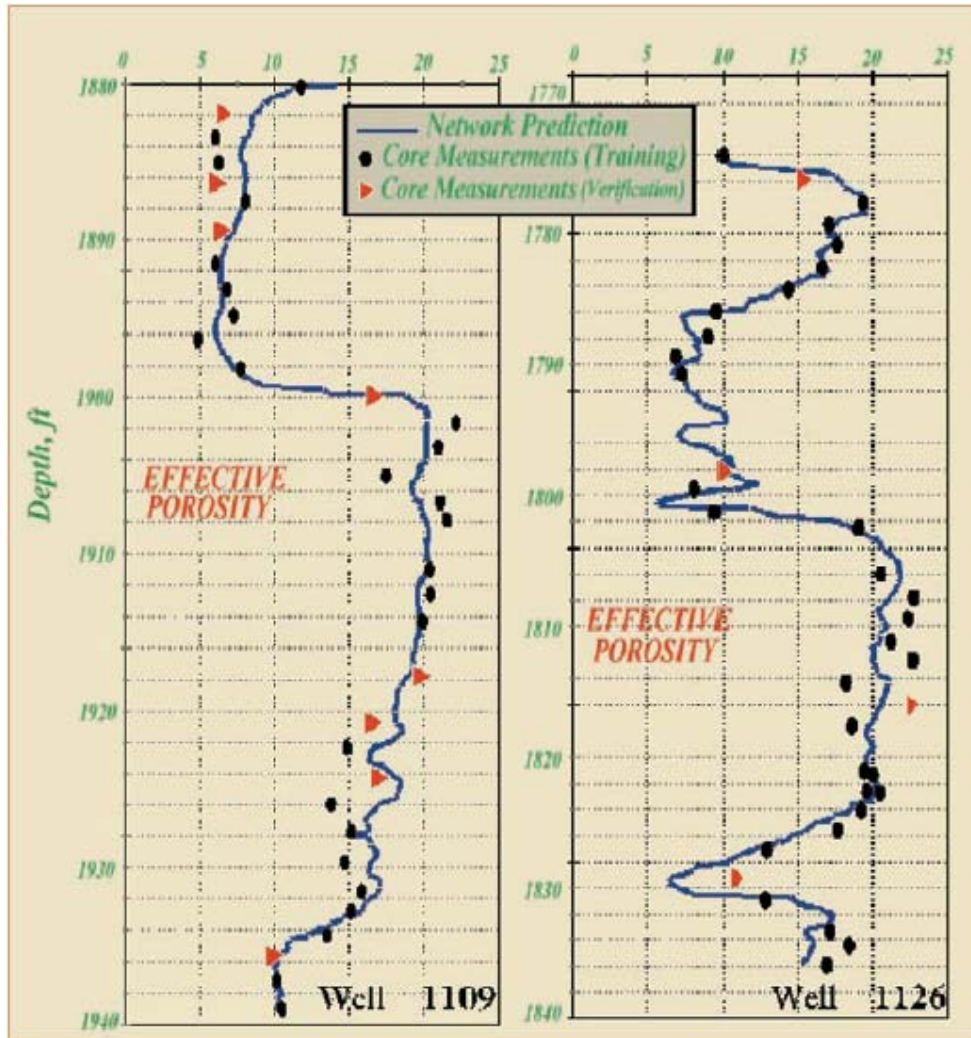 0 5 10 15 20 25
0 5 10 15 20 25
Network Prediction
Core Measurements (Training)
Core Measurements (Verification)
1880
1890
1900
1910
1920
1930
1940
Depth, ft
EFFECTIVE
POROSITY
Well 1109
1770
1780
1790
1800
1810
1820
1830
1840
EFFECTIVE
POROSITY
Well 1126